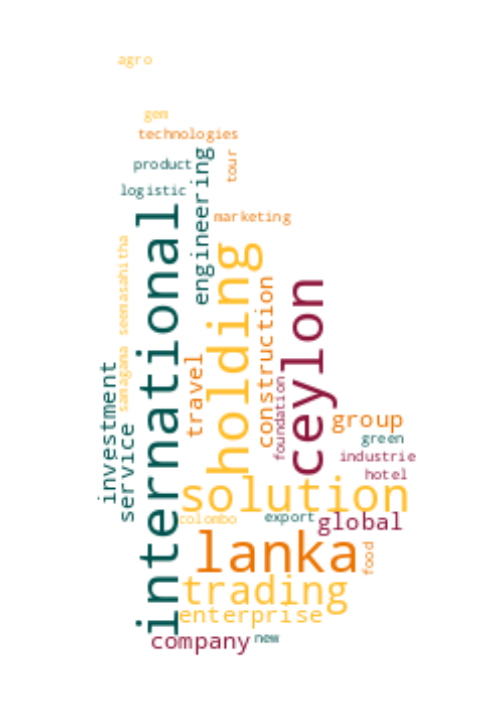 agro
gem
technologies
product
tour
logistic
engineering
marketing
international
seemasahitha
holding
construction
ceylon
samagama
travel
investment
foundation
group
service
green
industrie
hotel
solution
colombo
export
global
lanka
food
trading
enterprise
company
new